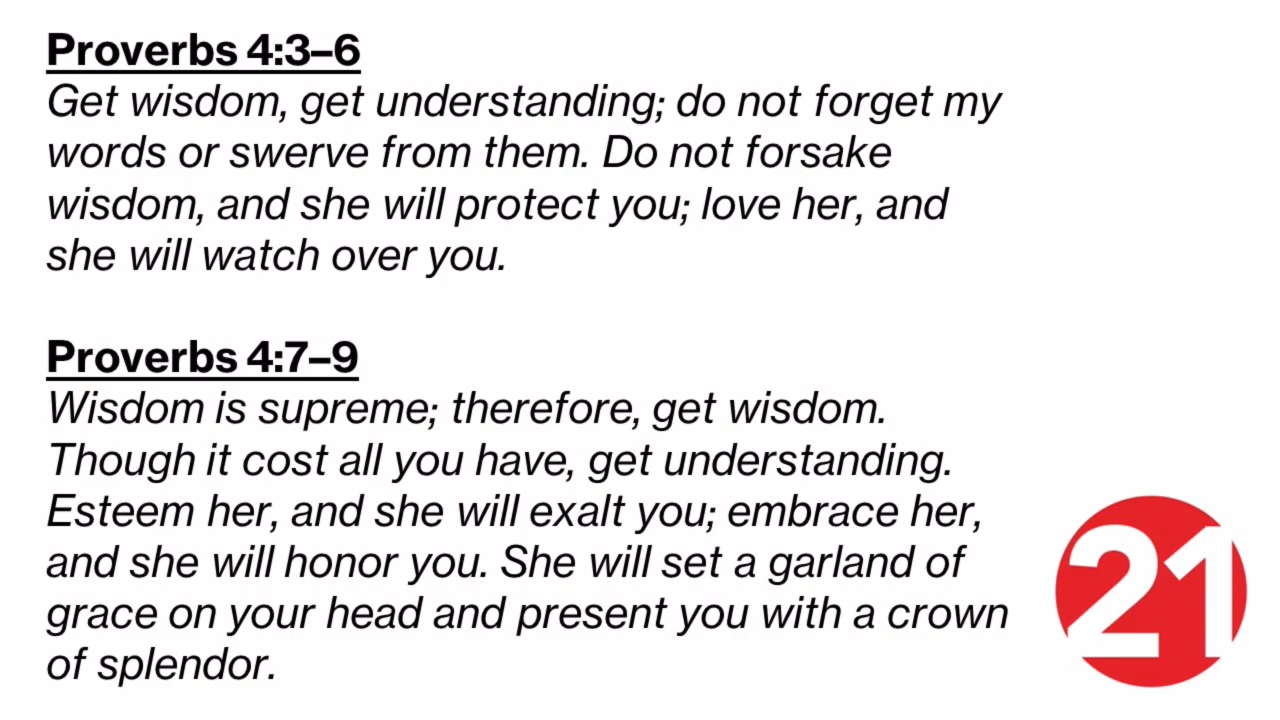 Proverbs 4:3–6
Get wisdom, get understanding; do not forget my
words or swerve from them. Do not forsake
wisdom, and she will protect you; love her, and
she will watch over you.
Proverbs 4:7–9
Wisdom is supreme; therefore, get wisdom.
Though it cost all you have, get understanding.
Esteem her, and she will exalt you; embrace her,
and she will honor you. She will set a garland of
grace on your head and present you with a crown
of splendor.
21